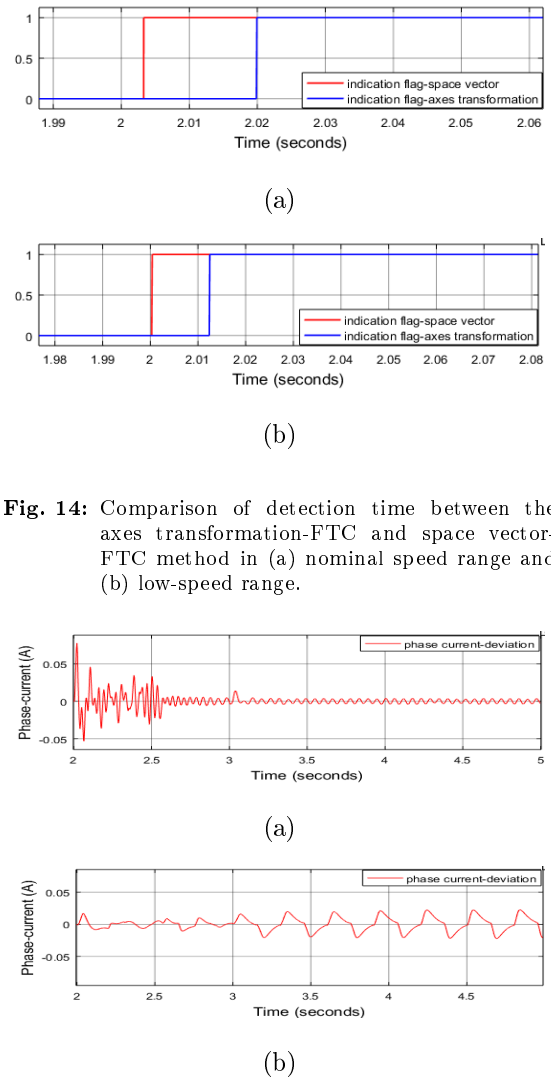 1
0.5
0
indication flag-space vector
indication flag-axes transformation
1.99 2 2.01 2.02 2.03 2.04 2.05 2.06
Time (seconds)
(a)
1
0.5
0
indication flag-space vector
indication flag-axes transformation
1.98 1.99 2 2.01 2.02 2.03 2.04 2.05 2.06 2.07 2.08
Time (seconds)
(b)
Fig. 14: Comparison of detection time between the
axes transformation-FTC and space vector-
FTC method in (a) nominal speed range and
(b) low-speed range.
phase current-deviation
Phase-current (A)
0.05
0
-0.05
2 2.5 3 3.5 4 4.5 5
Time (seconds)
(a)
phase current-deviation
Phase-current (A)
0.05
0
-0.05
2 2.5 3 3.5 4 4.5
Time (seconds)
(b)